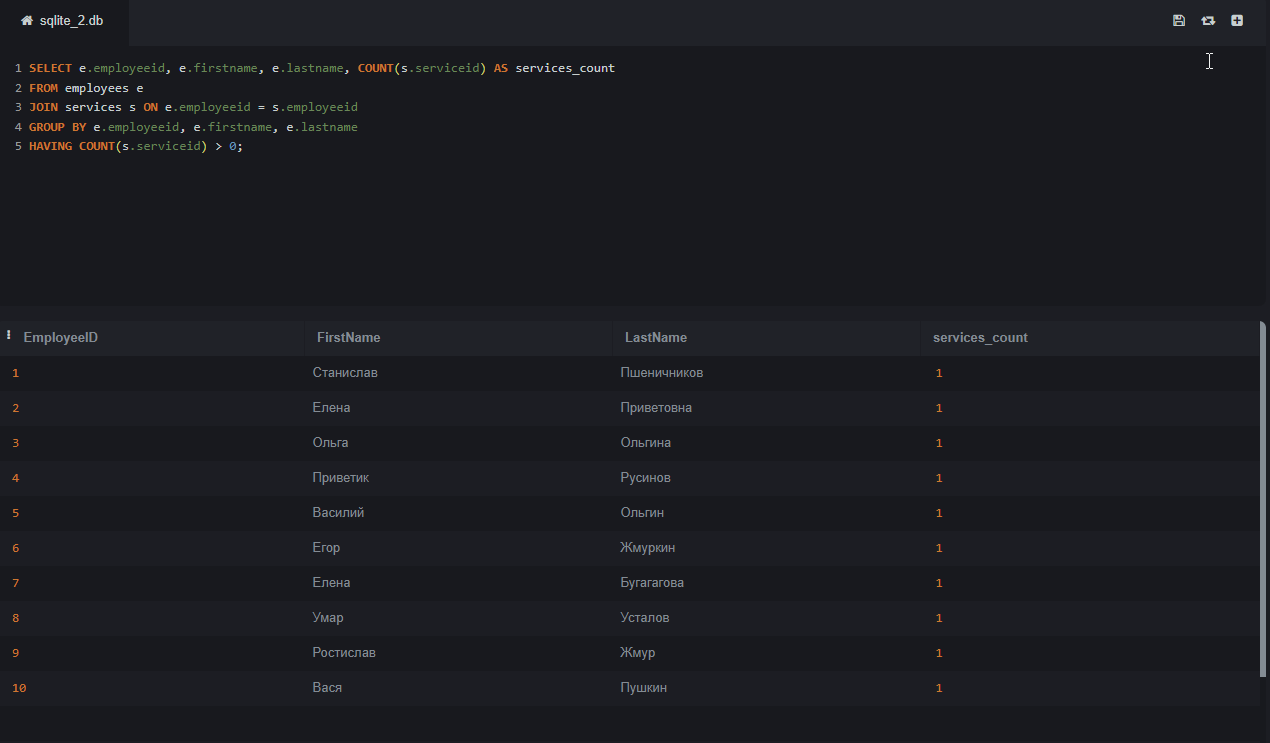 sqlite_2.db
1 SELECT e.employeeid, e.firstname, e.lastname, COUNT(s.serviceid) AS services_count
2 FROM employees e
3 JOIN services s ON e.employeeid = s.employeeid
4 GROUP BY e.employeeid, e.firstname, e.lastname
5 HAVING COUNT(s.serviceid) > 0;
EmployeeID FirstName LastName services_count
1 Станислав Пшеничников 1
2 Елена Приветовна 1
3 Ольга Ольгина 1
4 Приветик Русинов 1
5 Василий Ольгин 1
6 Егор Жмуркин 1
7 Елена Бугагагова 1
8 Умар Усталов 1
9 Ростислав Жмур 1
10 Вася Пушкин 1